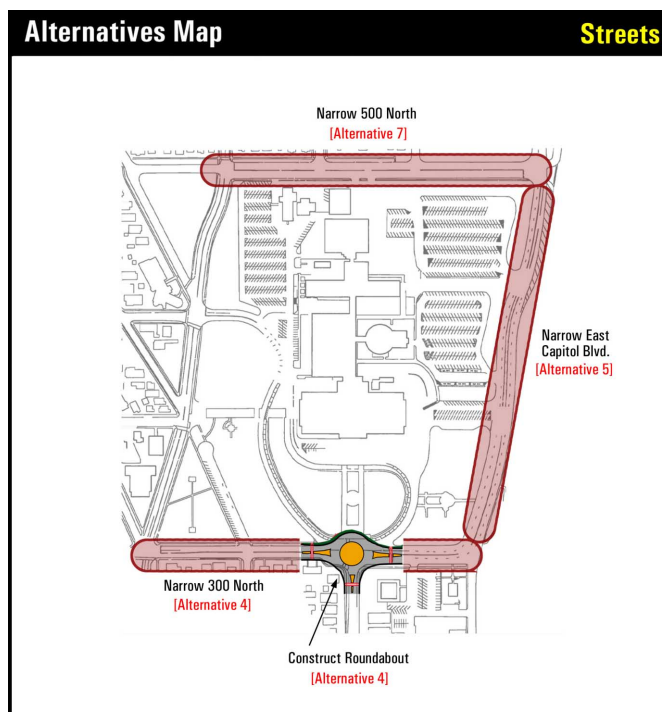 Alternatives Map
Streets
Narrow 500 North
[Alternative 7]
Narrow East
Capitol Blvd.
[Alternative 5]
Narrow 300 North
[Alternative 4]
Construct Roundabout
[Alternative 4]